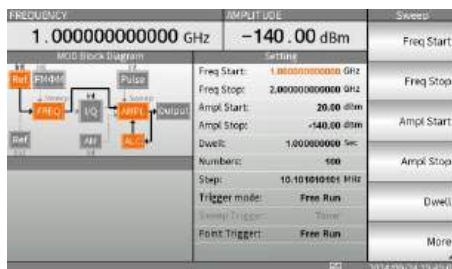 FREQUENCY
AMPLITUDE
Sweep
1.000000000000 GHz
-140.00 dBm
Freq Start
MOD Block Diagram
Setting
Ref
FMΦM
Pulse
Freq Start: 1.000000000000 GHz
Freq Stop: 2.000000000000 GHz
Freq Stop
Sweep
Sweep
FREQ
I/Q
AMPL
Output
Ampl Start: 20.00 dBm
Ampl Stop: -140.00 dBm
Ampl Start
Dwell: 1.000000000 Sec
Ref
AM
ALC
Numbers: 100
Ampl Stop
Step: 10.101010101 MHz
Trigger mode: Free Run
Dwell
Sweep Trigger: Timer
Point Trigger: Free Run
More